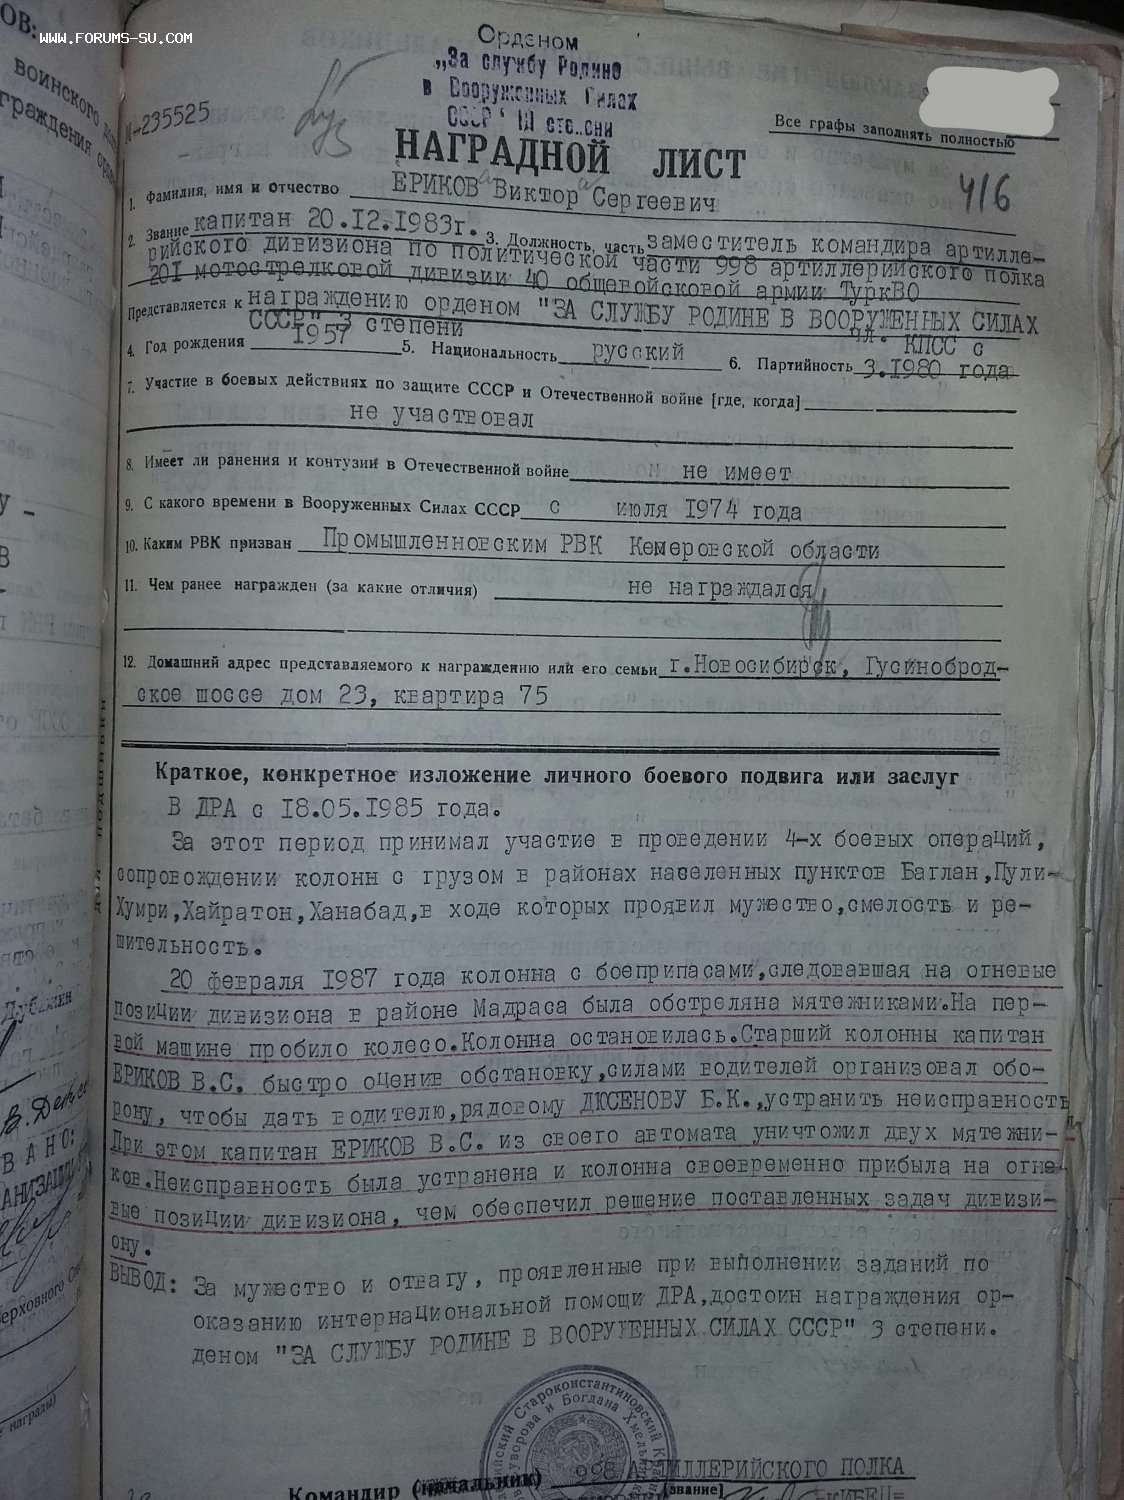 www.forums-su.com
Орденом
„За службу Родине
в Вооруженных Силах
СССР" III степени
N-235525
Все графы заполнять полностью
НАГРАДНОЙ ЛИСТ
416
1. Фамилия, имя и отчество ЕРИКОВ Виктор Сергеевич
2. Звание капитан 20.12.1983г. 3. Должность, часть заместитель командира артилле-
рийского дивизиона по политической части 998 артиллерийского полка
201 мотострелковой дивизии 40 общевойсковой армии ТуркВО
Представляется к награждению орденом "ЗА СЛУЖБУ РОДИНЕ В ВООРУЖЕННЫХ СИЛАХ
СССР" 3 степени
4. Год рождения 1957 5. Национальность русский 6. Партийность чл. КПСС с
3.1980 года
7. Участие в боевых действиях по защите СССР и Отечественной войне [где, когда]
не участвовал
8. Имеет ли ранения и контузии в Отечественной войне не имеет
9. С какого времени в Вооруженных Силах СССР с июля 1974 года
10. Каким РВК призван Промышленновским РВК Кемеровской области
11. Чем ранее награжден (за какие отличия) не награждался
12. Домашний адрес представляемого к награждению или его семьи г.Новосибирск, Гусиноброд-
ское шоссе дом 23, квартира 75
Краткое, конкретное изложение личного боевого подвига или заслуг
В ДРА с 18.05.1985 года.
За этот период принимал участие в проведении 4-х боевых операций,
сопровождении колонн с грузом в районах населенных пунктов Баглан,Пули-
Хумри,Хайратон,Ханабад,в ходе которых проявил мужество,смелость и ре-
шительность.
20 февраля 1987 года колонна с боеприпасами,следовавшая на огневые
позиции дивизиона в районе Мадраса была обстреляна мятежниками.На пер-
вой машине пробило колесо.Колонна остановилась.Старший колонны капитан
ЕРИКОВ В.С. быстро оценив обстановку,силами водителей организовал обо-
рону, чтобы дать водителю,рядовому ДКСЕНОВУ Б.К.,устранить неисправность
При этом капитан ЕРИКОВ В.С. из своего автомата уничтожил двух мятежни-
ков.Неисправность была устранена и колонна своевременно прибыла на огне-
вые позиции дивизиона, чем обеспечил решение поставленных задач дивизи-
ону.
ВЫВОД: За мужество и отвагу, проявленные при выполнении заданий по
оказанию интернациональной помощи ДРА,достоин награждения ор-
деном "ЗА СЛУЖБУ РОДИНЕ В ВООРУЖЕННЫХ СИЛАХ СССР" 3 степени.
Староконстантиновский
Суворова и Богдана
Командир (начальник) 998 АРТИЛЛЕРИЙСКОГО ПОЛКА
[звание]